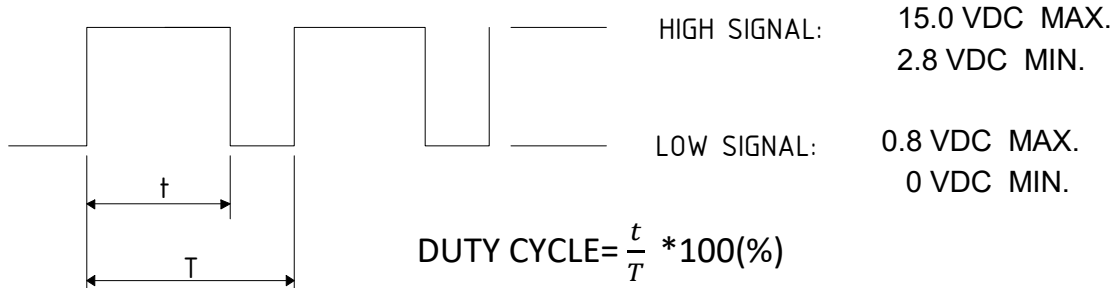 HIGH SIGNAL: 15.0 VDC MAX.
2.8 VDC MIN.
LOW SIGNAL: 0.8 VDC MAX.
0 VDC MIN.
t
T
DUTY CYCLE= t/T *100(%)